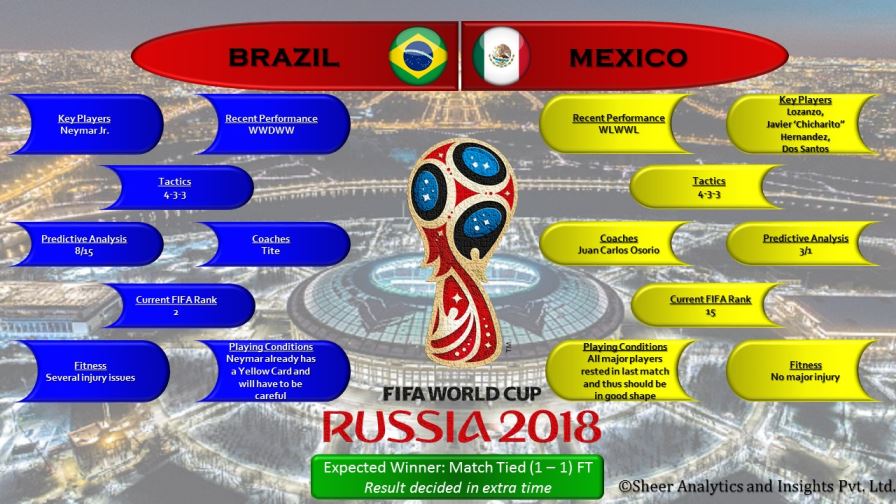 BRAZIL
MEXICO
Key Players
Neymar Jr.
Recent Performance
WWDWW
Tactics
4-3-3
Predictive Analysis
8/15
Coaches
Tite
Current FIFA Rank
2
Fitness
Several injury issues
Playing Conditions
Neymar already has
a Yellow Card and
will have to be
careful
Recent Performance
WLWWL
Key Players
Lozanzo,
Javier ‘Chicharito”
Hernandez,
Dos Santos
Tactics
4-3-3
Coaches
Juan Carlos Osorio
Predictive Analysis
3/1
Current FIFA Rank
15
Playing Conditions
All major players
rested in last match
and thus should be
in good shape
Fitness
No major injury
TM
FIFA WORLD CUP
RUSSIA 2018
Expected Winner: Match Tied (1 – 1) FT
Result decided in extra time
©Sheer Analytics and Insights Pvt. Ltd.